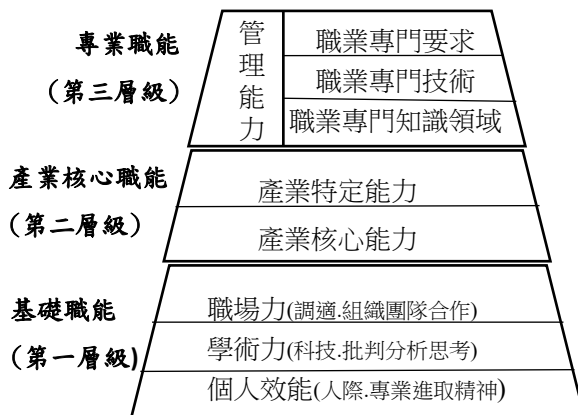 專業職能
（第三層級）
管理能力
職業專門要求
職業專門技術
職業專門知識領域
產業核心職能
（第二層級）
產業特定能力
產業核心能力
基礎職能
（第一層級）
職場力(調適.組織團隊合作)
學術力(科技.批判分析思考)
個人效能(人際.專業進取精神)